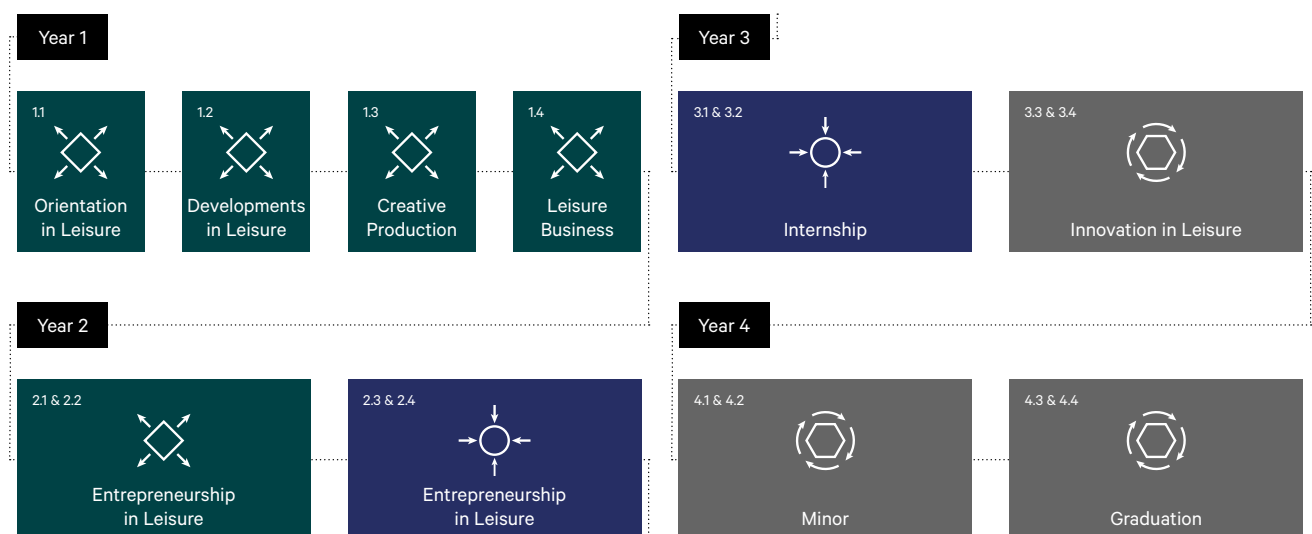 Year 1
1.1
Orientation
in Leisure
1.2
Developments
in Leisure
1.3
Creative
Production
1.4
Leisure
Business
Year 2
2.1 & 2.2
Entrepreneurship
in Leisure
2.3 & 2.4
Entrepreneurship
in Leisure
Year 3
3.1 & 3.2
Internship
3.3 & 3.4
Innovation in Leisure
Year 4
4.1 & 4.2
Minor
4.3 & 4.4
Graduation